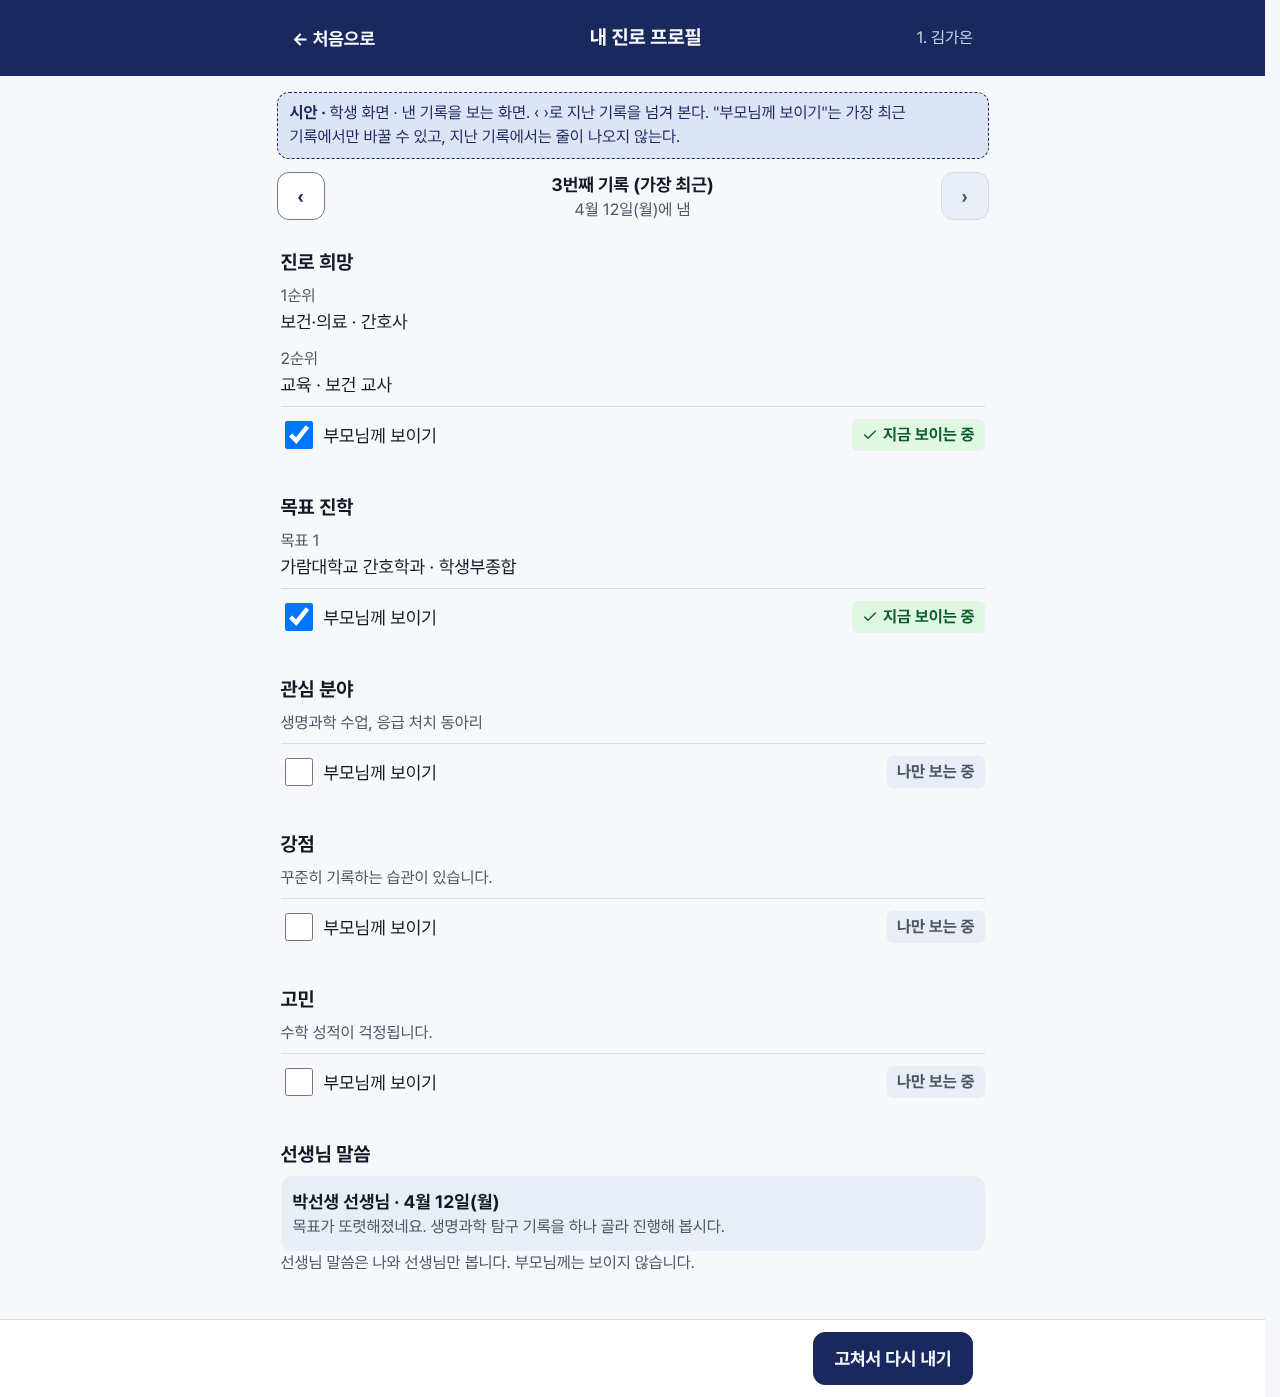 ← 처음으로
내 진로 프로필
1. 김가온
시안 · 학생 화면 · 낸 기록을 보는 화면. ‹ ›로 지난 기록을 넘겨 본다. "부모님께 보이기"는 가장 최근
기록에서만 바꿀 수 있고, 지난 기록에서는 줄이 나오지 않는다.
‹
3번째 기록 (가장 최근)
›
4월 12일(월)에 냄
진로 희망
1순위
보건·의료 · 간호사
2순위
교육 · 보건 교사
부모님께 보이기
✓ 지금 보이는 중
목표 진학
목표 1
가람대학교 간호학과 · 학생부종합
부모님께 보이기
✓ 지금 보이는 중
관심 분야
생명과학 수업, 응급 처치 동아리
부모님께 보이기
나만 보는 중
강점
꾸준히 기록하는 습관이 있습니다.
부모님께 보이기
나만 보는 중
고민
수학 성적이 걱정됩니다.
부모님께 보이기
나만 보는 중
선생님 말씀
박선생 선생님 · 4월 12일(월)
목표가 또렷해졌네요. 생명과학 탐구 기록을 하나 골라 진행해 봅시다.
선생님 말씀은 나와 선생님만 봅니다. 부모님께는 보이지 않습니다.
고쳐서 다시 내기